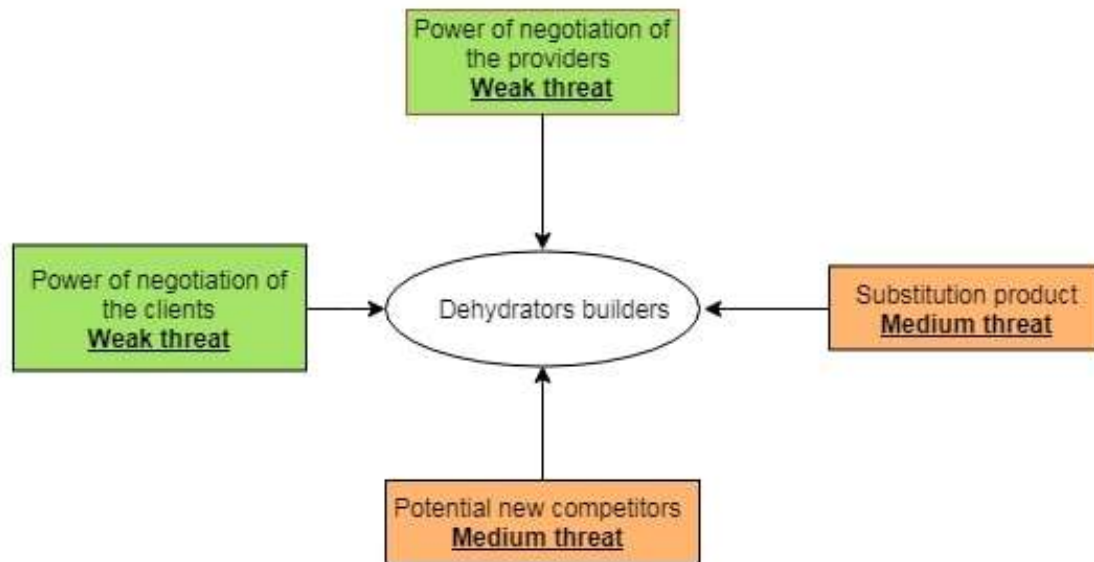 Power of negotiation of
the providers
Weak threat
Power of negotiation of
the clients
Weak threat
Dehydrators builders
Substitution product
Medium threat
Potential new competitors
Medium threat